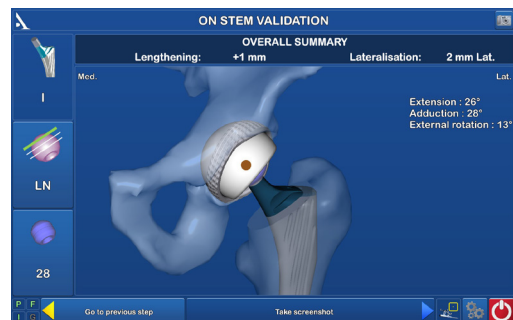 ON STEM VALIDATION
OVERALL SUMMARY
Lengthening: +1 mm Lateralisation: 2 mm Lat.
Med. Lat.
Extension : 26°
Adduction : 28°
External rotation : 13°
I
LN
28
P F
I G
Go to previous step Take screenshot